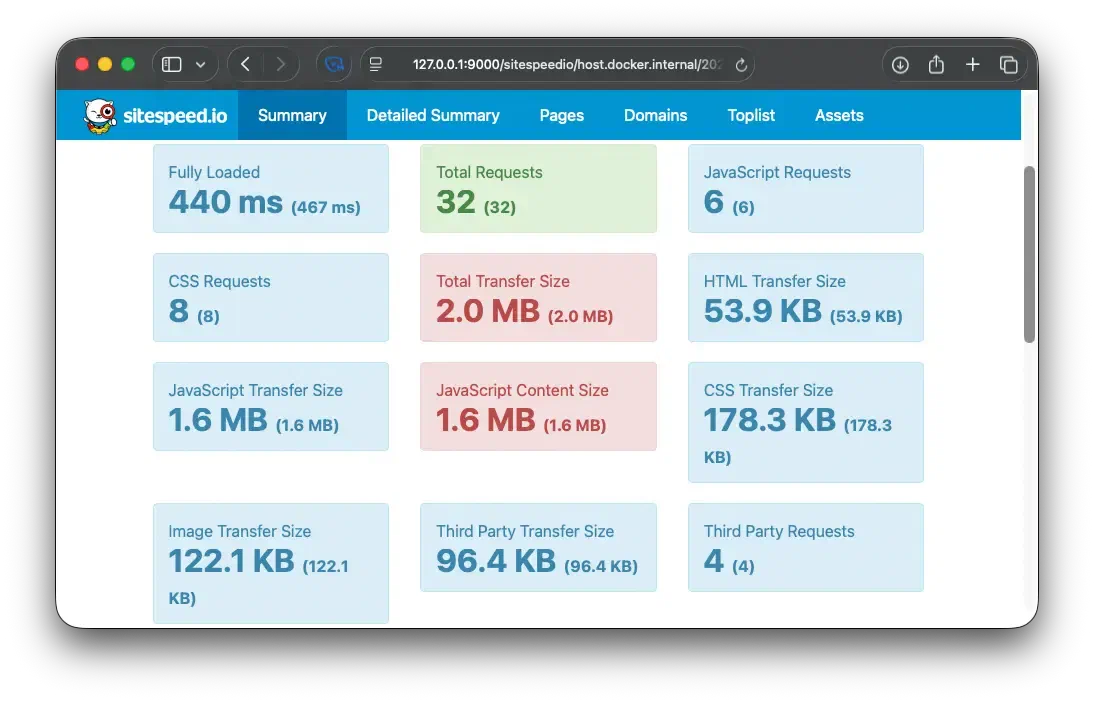 127.0.0.1:9000/sitespeedio/host.docker.internal/202
sitespeed.io Summary Detailed Summary Pages Domains Toplist Assets
Fully Loaded
440 ms (467 ms)
Total Requests
32 (32)
JavaScript Requests
6 (6)
CSS Requests
8 (8)
Total Transfer Size
2.0 MB (2.0 MB)
HTML Transfer Size
53.9 KB (53.9 KB)
JavaScript Transfer Size
1.6 MB (1.6 MB)
JavaScript Content Size
1.6 MB (1.6 MB)
CSS Transfer Size
178.3 KB (178.3
KB)
Image Transfer Size
122.1 KB (122.1
KB)
Third Party Transfer Size
96.4 KB (96.4 KB)
Third Party Requests
4 (4)